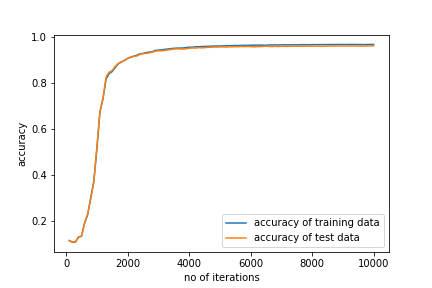 1.0
0.8
0.6
0.4
0.2
accuracy
accuracy of training data
accuracy of test data
0 2000 4000 6000 8000 10000
no of iterations